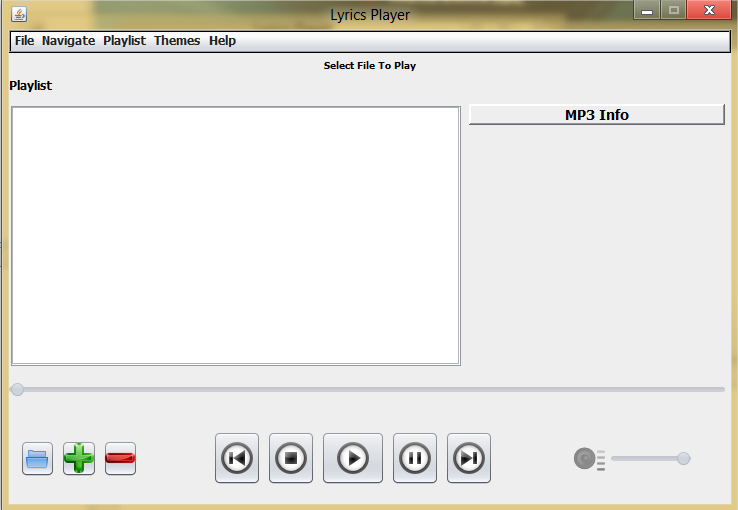 Lyrics Player
File Navigate Playlist Themes Help
Select File To Play
Playlist
MP3 Info